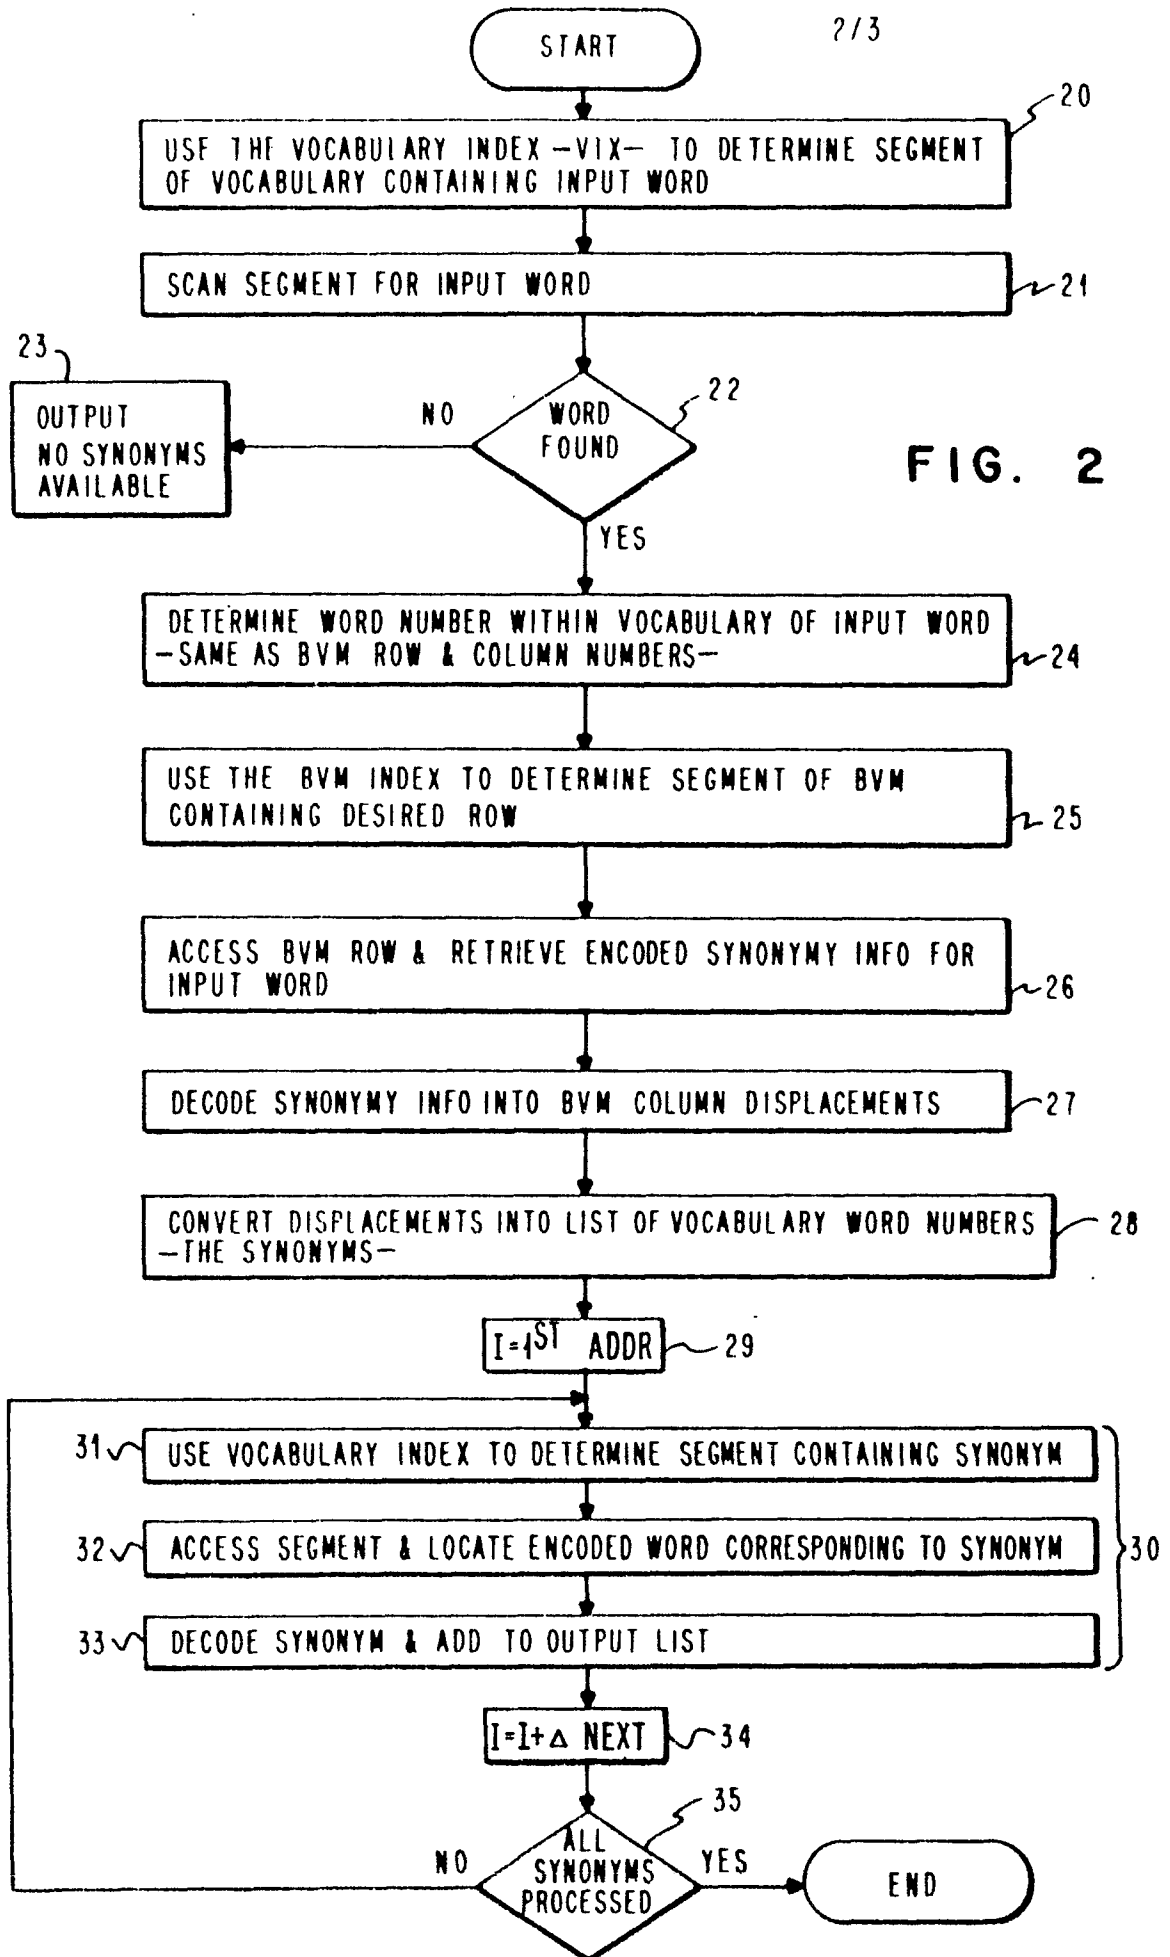 2/3
START
20
USE THE VOCABULARY INDEX -VIX- TO DETERMINE SEGMENT
OF VOCABULARY CONTAINING INPUT WORD
SCAN SEGMENT FOR INPUT WORD
21
23
OUTPUT
NO SYNONYMS
AVAILABLE
NO
WORD
FOUND
22
FIG. 2
YES
DETERMINE WORD NUMBER WITHIN VOCABULARY OF INPUT WORD
-SAME AS BVM ROW & COLUMN NUMBERS-
24
USE THE BVM INDEX TO DETERMINE SEGMENT OF BVM
CONTAINING DESIRED ROW
25
ACCESS BVM ROW & RETRIEVE ENCODED SYNONYMY INFO FOR
INPUT WORD
26
DECODE SYNONYMY INFO INTO BVM COLUMN DISPLACEMENTS
27
CONVERT DISPLACEMENTS INTO LIST OF VOCABULARY WORD NUMBERS
-THE SYNONYMS-
28
I=1ST ADDR
29
31
USE VOCABULARY INDEX TO DETERMINE SEGMENT CONTAINING SYNONYM
32
ACCESS SEGMENT & LOCATE ENCODED WORD CORRESPONDING TO SYNONYM
30
33
DECODE SYNONYM & ADD TO OUTPUT LIST
I=I+Δ NEXT
34
35
ALL
SYNONYMS
PROCESSED
NO
YES
END